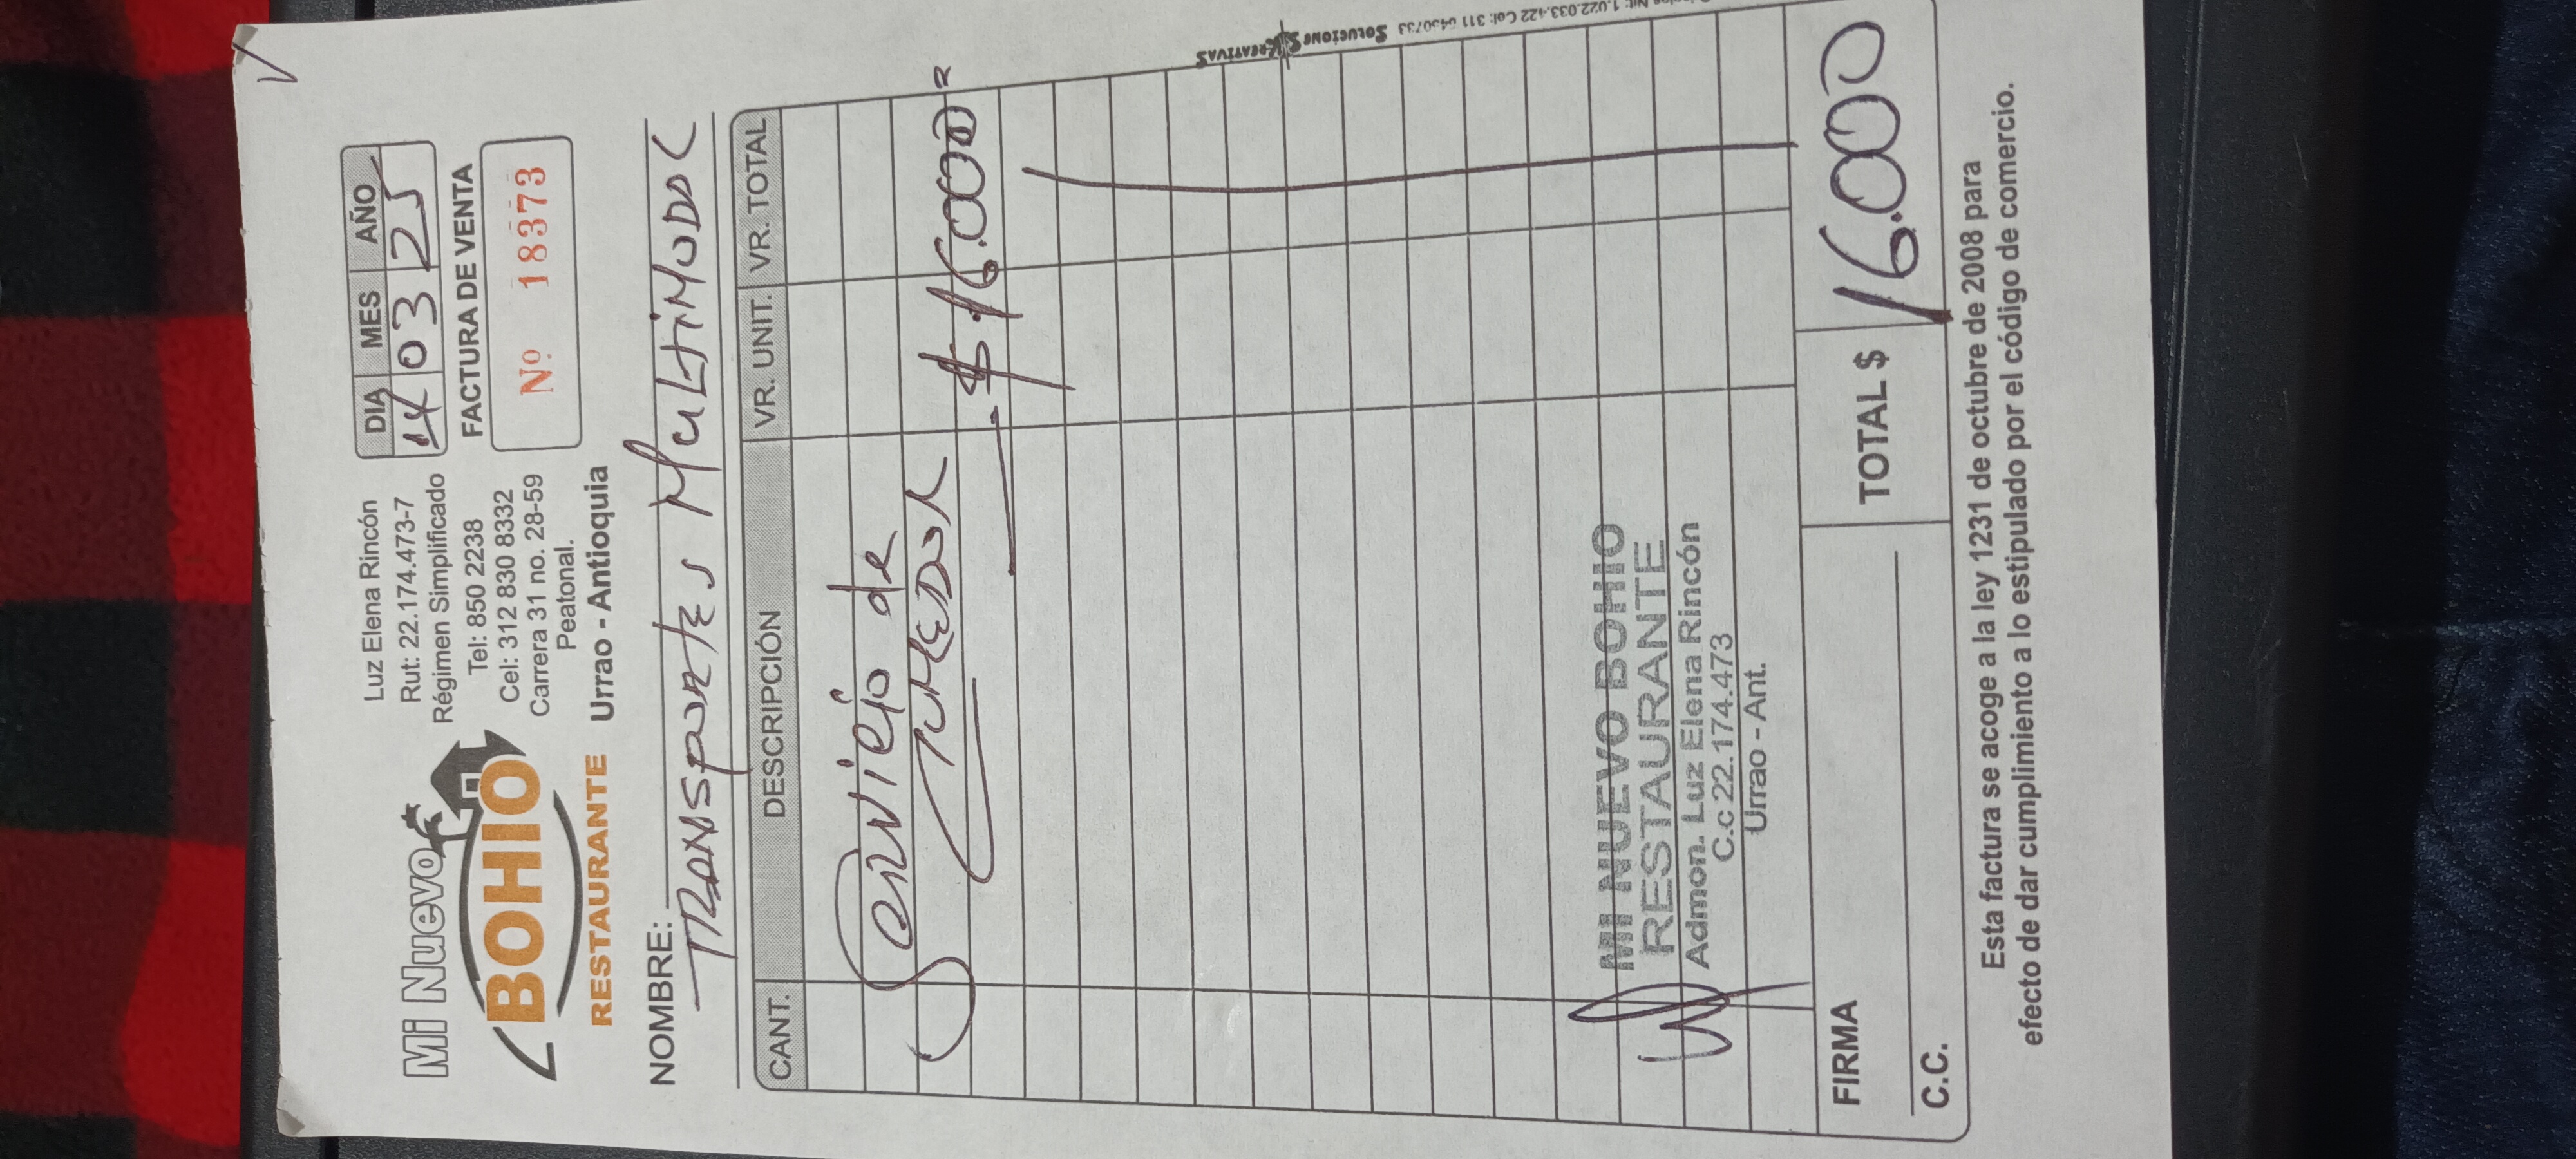 Mi Nuevo
BOHIO
RESTAURANTE
Luz Elena Rincón
Rut: 22.174.473-7
Régimen Simplificado
Tel: 850 2238
Cel: 312 830 8332
Carrera 31 no. 28-59
Peatonal.
Urrao - Antioquia
DIA MES AÑO
14 03 25
FACTURA DE VENTA
Nº 18373
NOMBRE:
Transportes Multimodal
CANT. DESCRIPCIÓN VR. UNIT. VR. TOTAL
Servicio de
Comedor
$ 16.000=
MI NUEVO BOHIO
RESTAURANTE
Admon. Luz Elena Rincón
C.c 22.174.473
Urrao - Ant.
FIRMA
C.C.
TOTAL $ 16.000
Esta factura se acoge a la ley 1231 de octubre de 2008 para
efecto de dar cumplimiento a lo estipulado por el código de comercio.
Soluciones Kreativas